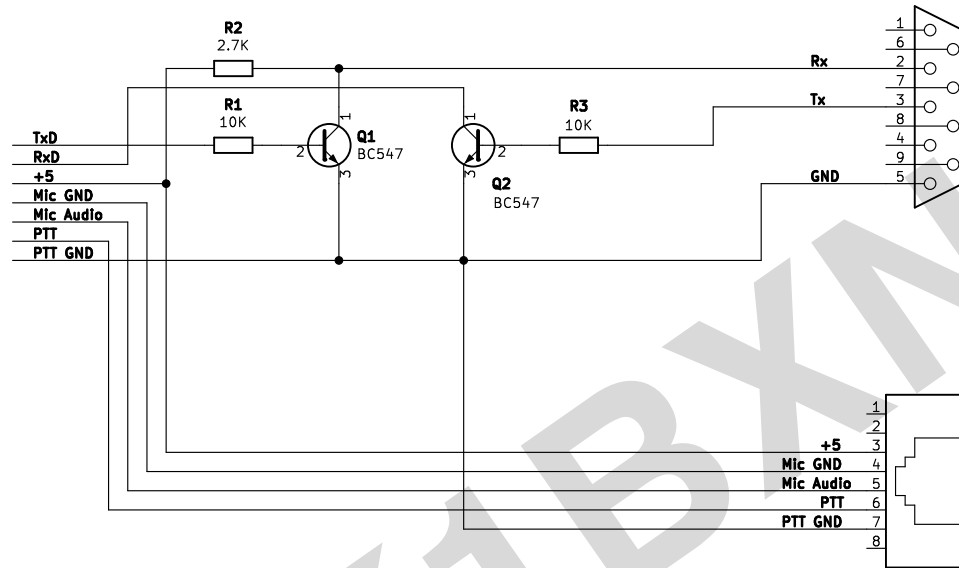 R2
2.7K
R1
10K
TxD
RxD
+5
Mic GND
Mic Audio
PTT
PTT GND
1
2
3
Q1
BC547
1
2
3
Q2
BC547
R3
10K
Rx
Tx
GND
1
6
2
7
3
8
4
9
5
+5
Mic GND
Mic Audio
PTT
PTT GND
1
2
3
4
5
6
7
8
1BXN